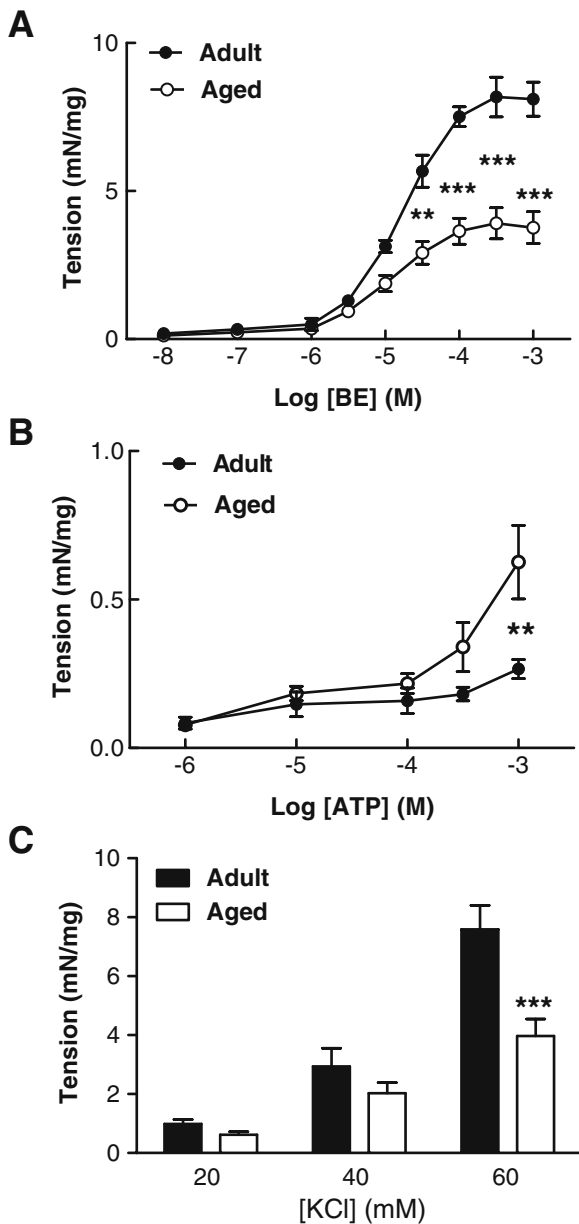 A
10
Adult
Aged
Tension (mN/mg)
***
5
***
**
***
0
-8 -7 -6 -5 -4 -3
Log [BE] (M)
B
1.0
Adult
Aged
Tension (mN/mg)
0.5
**
0.0
-6 -5 -4 -3
Log [ATP] (M)
C
10
Adult
8
Aged
Tension (mN/mg)
6
***
4
2
0
20 40 60
[KCl] (mM)